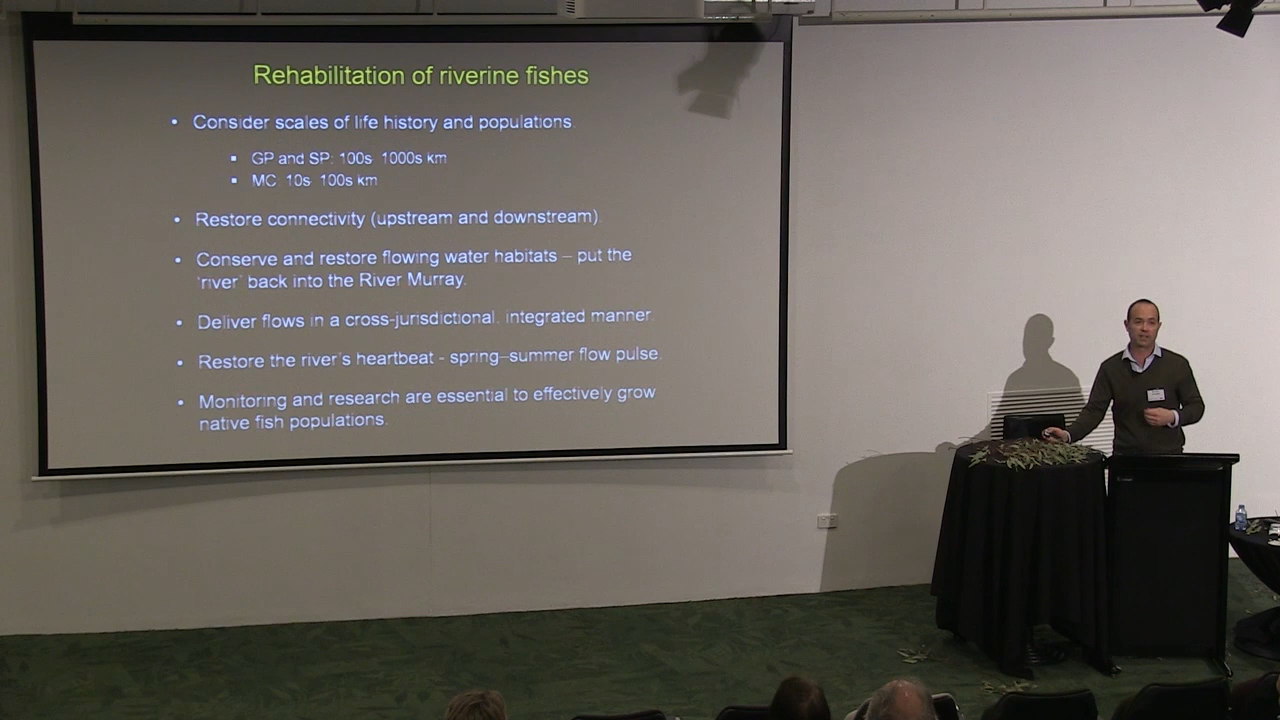 Rehabilitation of riverine fishes
• Consider scales of life history and populations.
▪ GP and SP: 100s- 1000s km
▪ MC: 10s- 100s km
• Restore connectivity (upstream and downstream).
• Conserve and restore flowing water habitats – put the
'river' back into the River Murray.
• Deliver flows in a cross-jurisdictional, integrated manner.
• Restore the river's heartbeat - spring–summer flow pulse.
• Monitoring and research are essential to effectively grow
native fish populations.